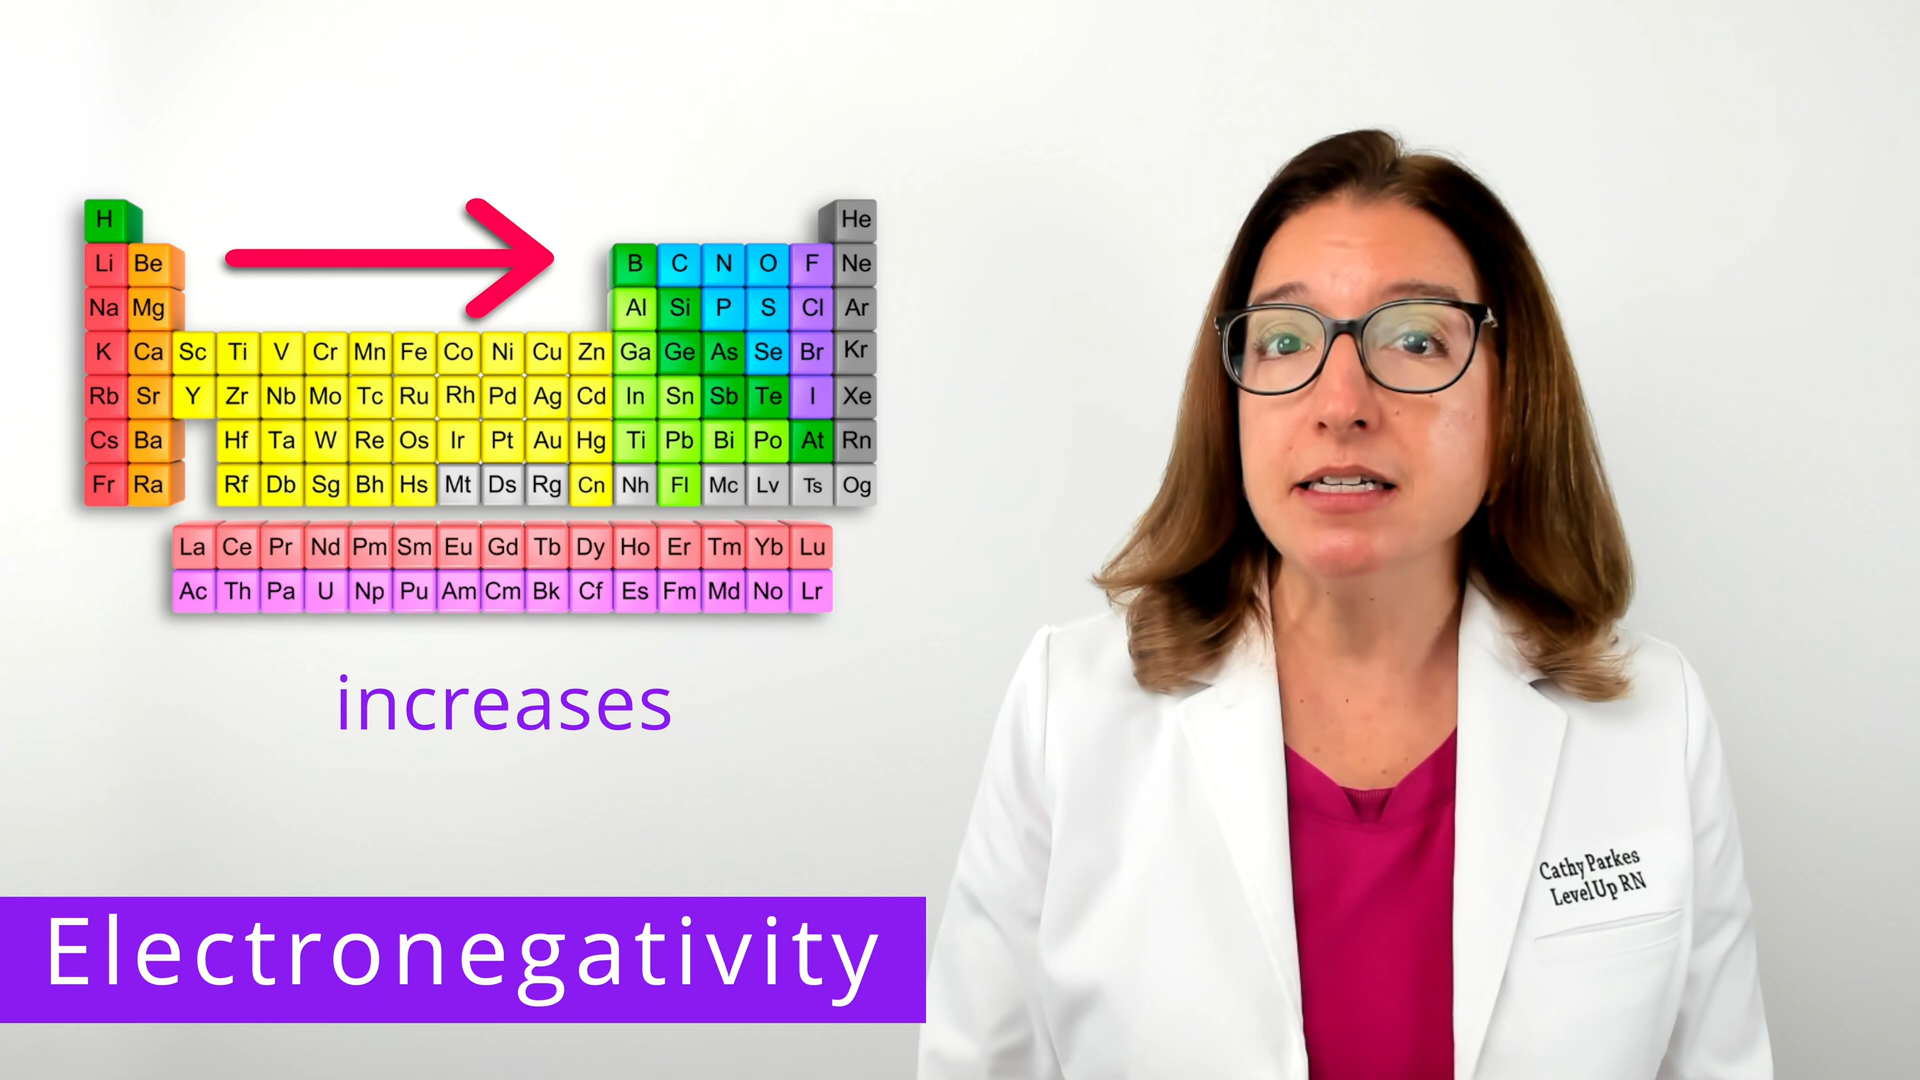 H He
Li Be B C N O F Ne
Na Mg Al Si P S Cl Ar
K Ca Sc Ti V Cr Mn Fe Co Ni Cu Zn Ga Ge As Se Br Kr
Rb Sr Y Zr Nb Mo Tc Ru Rh Pd Ag Cd In Sn Sb Te I Xe
Cs Ba Hf Ta W Re Os Ir Pt Au Hg Ti Pb Bi Po At Rn
Fr Ra Rf Db Sg Bh Hs Mt Ds Rg Cn Nh Fl Mc Lv Ts Og
La Ce Pr Nd Pm Sm Eu Gd Tb Dy Ho Er Tm Yb Lu
Ac Th Pa U Np Pu Am Cm Bk Cf Es Fm Md No Lr
increases
Electronegativity
Cathy Parkes
Level Up RN